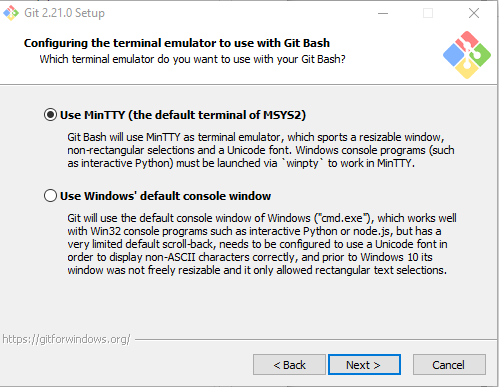 Git 2.21.0 Setup
Configuring the terminal emulator to use with Git Bash
Which terminal emulator do you want to use with your Git Bash?
Use MinTTY (the default terminal of MSYS2)
Git Bash will use MinTTY as terminal emulator, which sports a resizable window,
non-rectangular selections and a Unicode font. Windows console programs (such
as interactive Python) must be launched via `winpty` to work in MinTTY.
Use Windows' default console window
Git will use the default console window of Windows ("cmd.exe"), which works well
with Win32 console programs such as interactive Python or node.js, but has a
very limited default scroll-back, needs to be configured to use a Unicode font in
order to display non-ASCII characters correctly, and prior to Windows 10 its
window was not freely resizable and it only allowed rectangular text selections.
https://gitforwindows.org/
< Back
Next >
Cancel